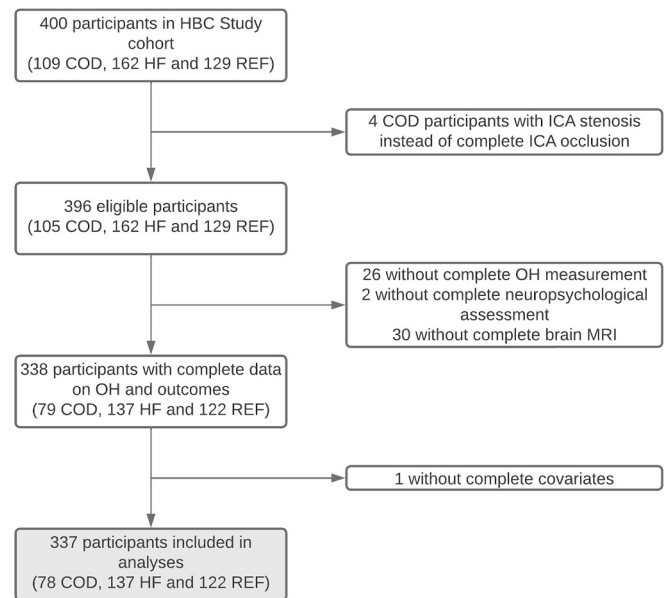 400 participants in HBC Study
cohort
(109 COD, 162 HF and 129 REF)
4 COD participants with ICA stenosis
instead of complete ICA occlusion
396 eligible participants
(105 COD, 162 HF and 129 REF)
26 without complete OH measurement
2 without complete neuropsychological
assessment
30 without complete brain MRI
338 participants with complete data
on OH and outcomes
(79 COD, 137 HF and 122 REF)
1 without complete covariates
337 participants included in
analyses
(78 COD, 137 HF and 122 REF)